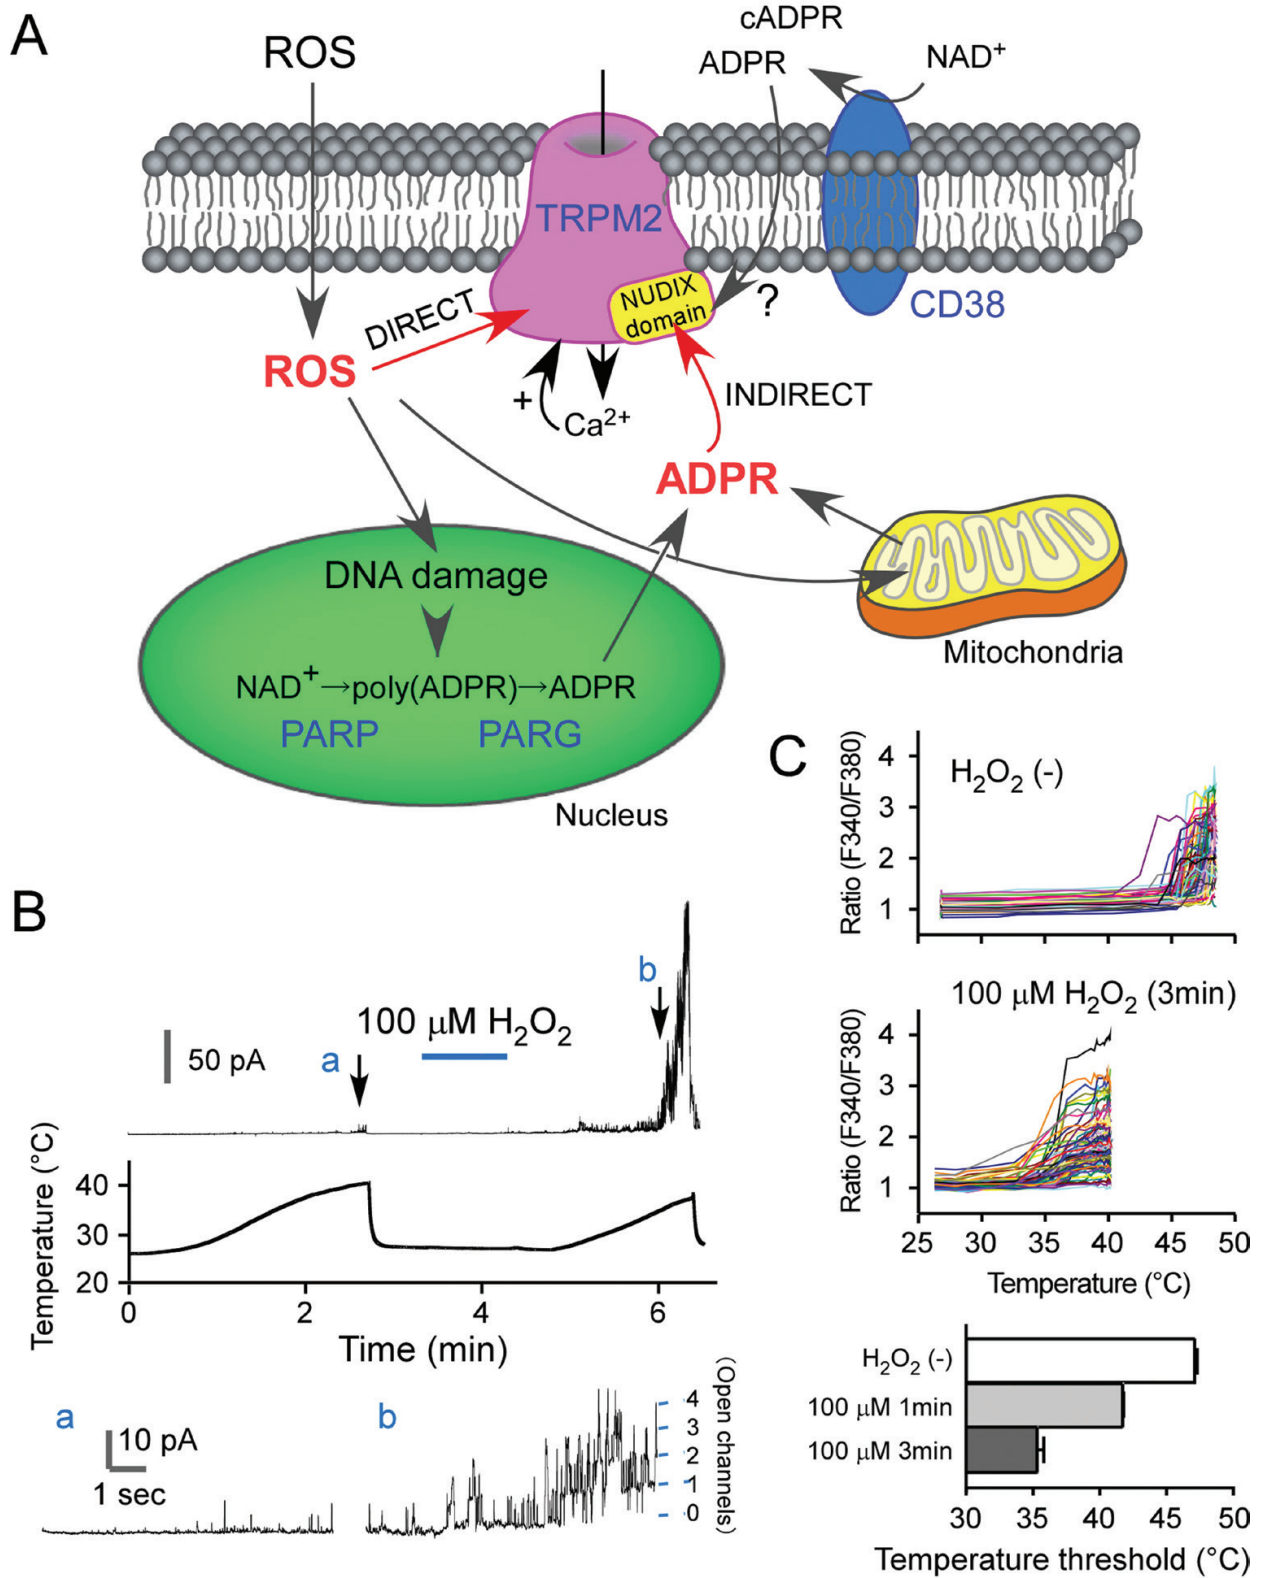 A
ROS
cADPR
ADPR
NAD⁺
TRPM2
NUDIX
domain
?
CD38
DIRECT
ROS
+
Ca²⁺
INDIRECT
ADPR
DNA damage
NAD⁺→poly(ADPR)→ADPR
PARP
PARG
Nucleus
Mitochondria
B
50 pA
a
100 μM H₂O₂
b
Temperature (°C)
40
30
20
0
2
4
6
Time (min)
a
10 pA
1 sec
b
4
3
2
1
0
(Open channels)
C
Ratio (F340/F380)
4
3
2
1
H₂O₂ (-)
100 μM H₂O₂ (3min)
Ratio (F340/F380)
4
3
2
1
25
30
35
40
45
50
Temperature (°C)
H₂O₂ (-)
100 μM 1min
100 μM 3min
30
35
40
45
50
Temperature threshold (°C)